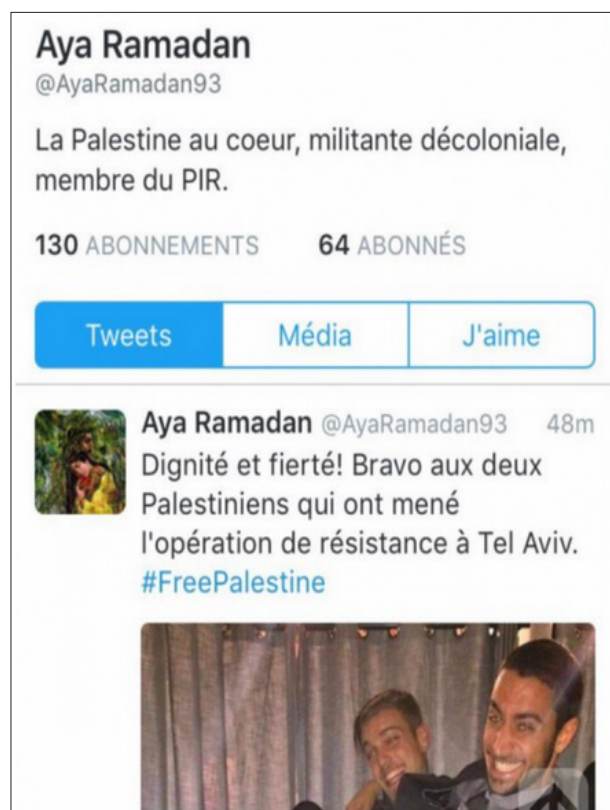 Aya Ramadan
@AyaRamadan93
La Palestine au coeur, militante décoloniale,
membre du PIR.
130 ABONNEMENTS 64 ABONNÉS
Tweets Média J'aime
Aya Ramadan @AyaRamadan93 48m
Dignité et fierté! Bravo aux deux
Palestiniens qui ont mené
l'opération de résistance à Tel Aviv.
#FreePalestine